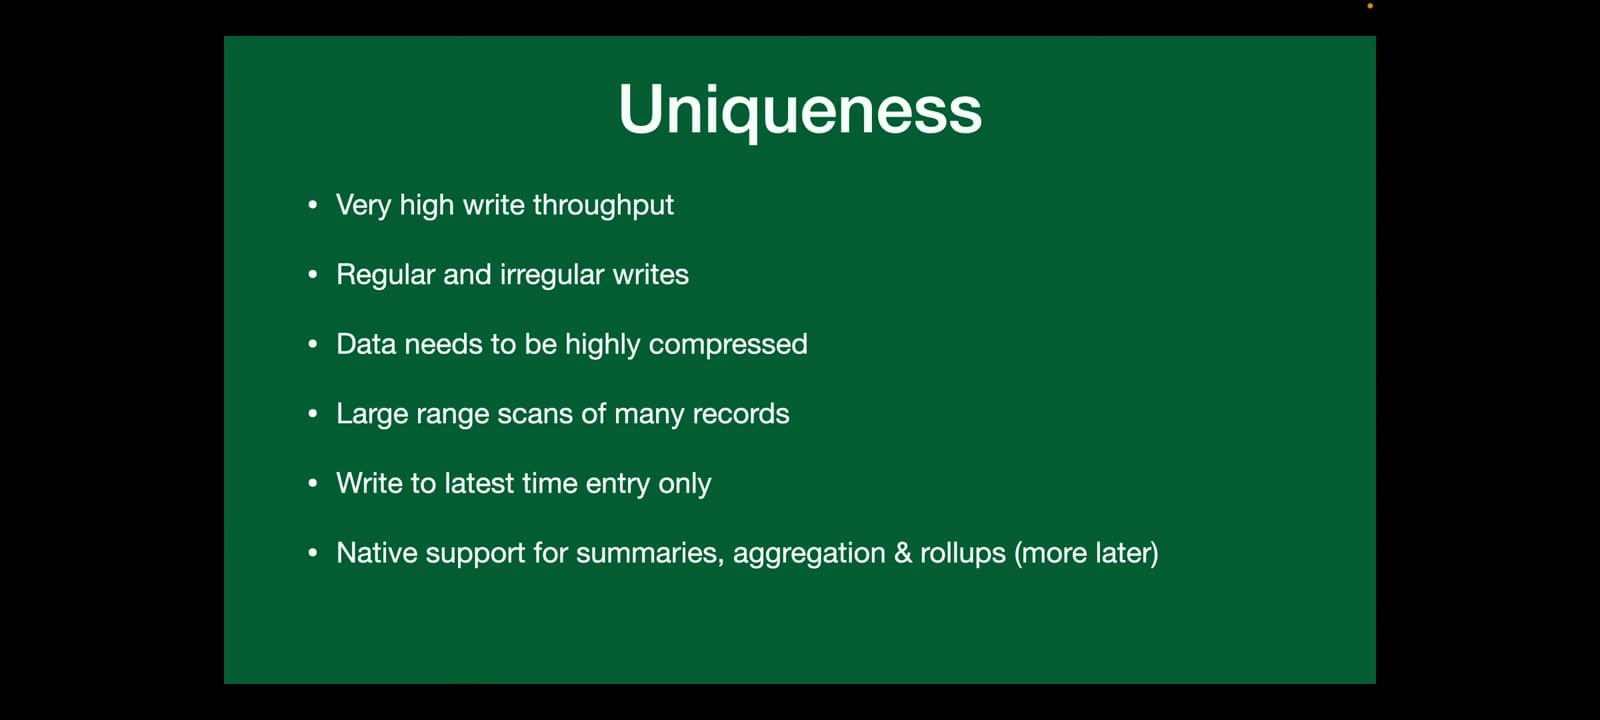 Uniqueness
• Very high write throughput
• Regular and irregular writes
• Data needs to be highly compressed
• Large range scans of many records
• Write to latest time entry only
• Native support for summaries, aggregation & rollups (more later)